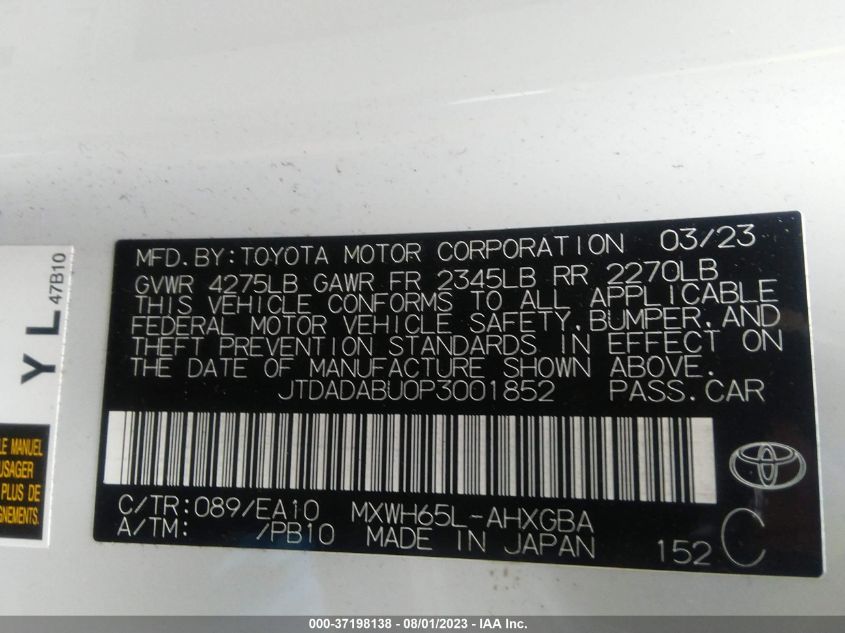 MFD.BY:TOYOTA MOTOR CORPORATION 03/23
GVWR 4275LB GAWR FR 2345LB RR 2270LB
THIS VEHICLE CONFORMS TO ALL APPLICABLE
FEDERAL MOTOR VEHICLE SAFETY,BUMPER,AND
THEFT PREVENTION STANDARDS IN EFFECT ON
THE DATE OF MANUFACTURE SHOWN ABOVE.
JTDADABU0P3001852 PASS.CAR
C/TR:089/EA10 MXWH65L-AHXGBA
A/TM: /PB10 MADE IN JAPAN 152 C
YL
47B10
LE MANUEL
USAGER
PLUS DE
GNEMENTS.
000-37198138 - 08/01/2023 - IAA Inc.